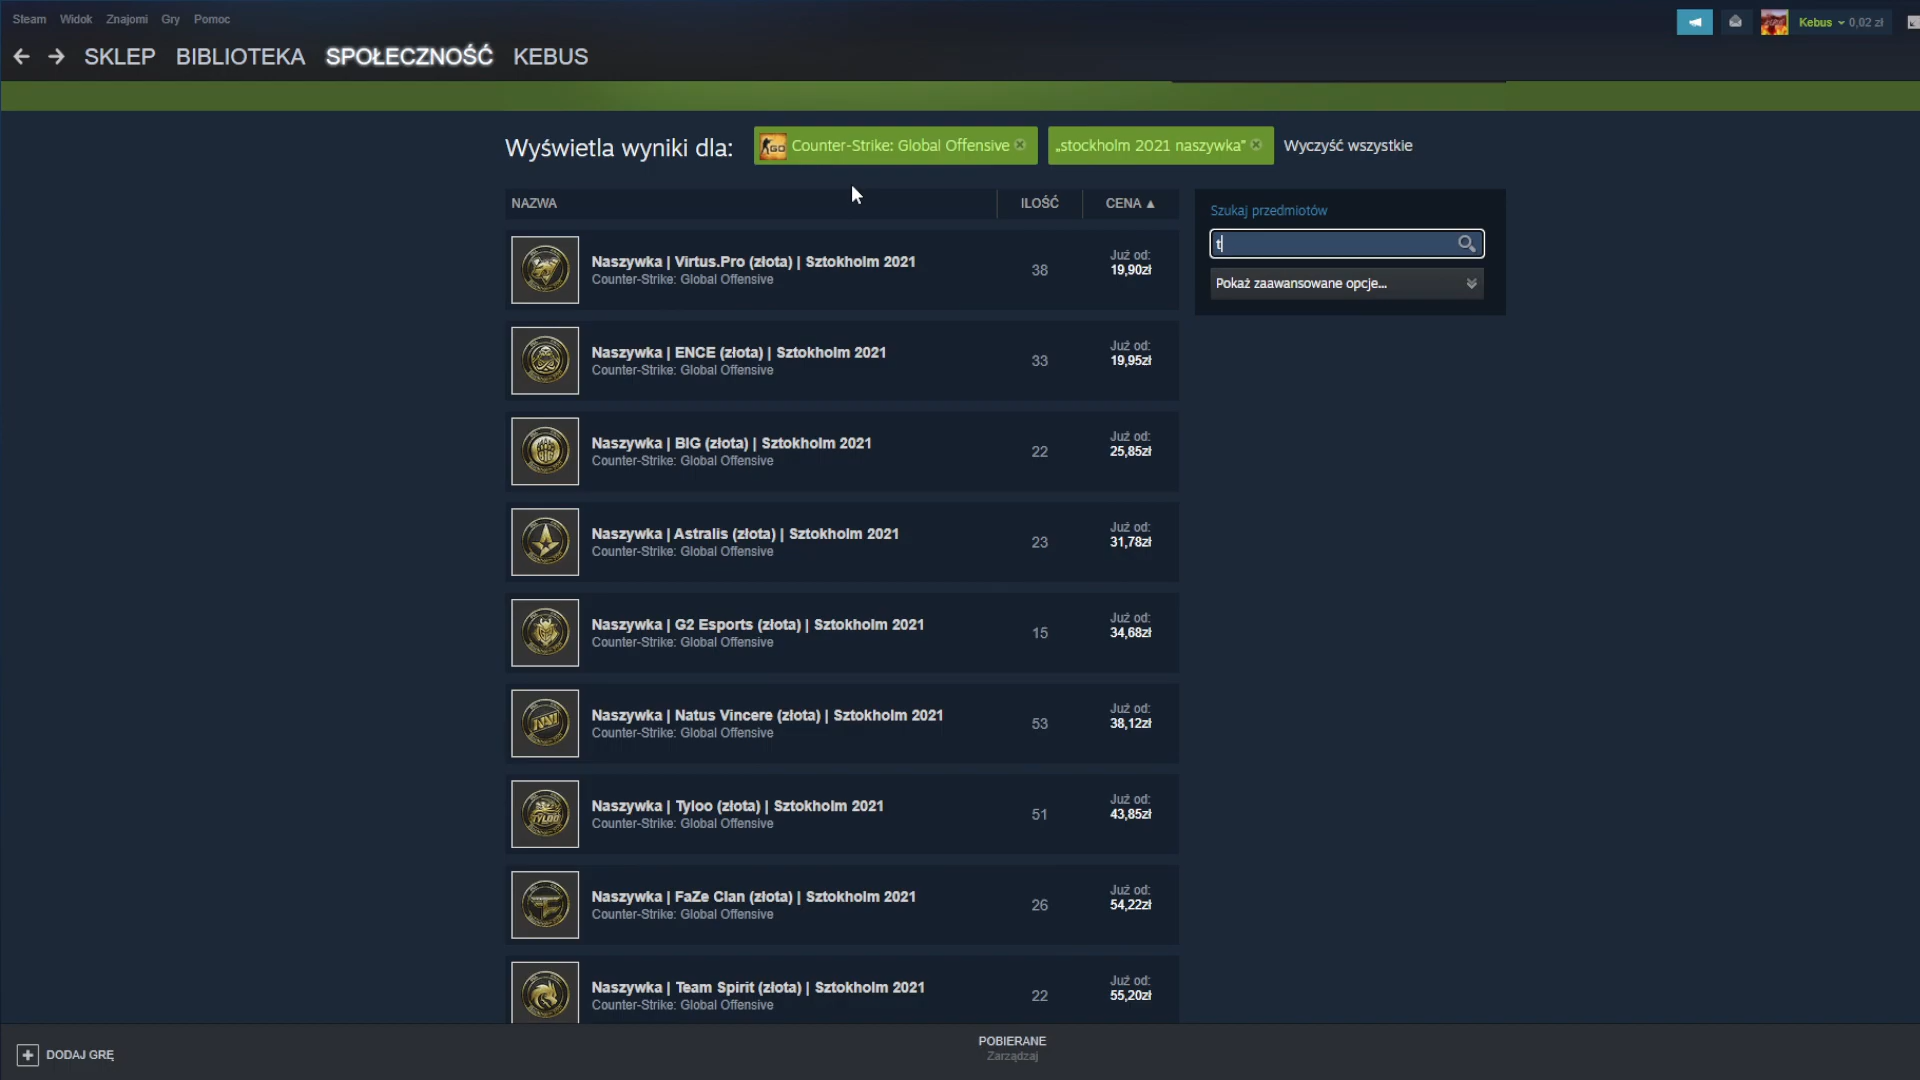 Steam Widok Znajomi Gry Pomoc
Kebus 0,02 zł
SKLEP BIBLIOTEKA SPOŁECZNOŚĆ KEBUS
Wyświetla wyniki dla: Counter-Strike: Global Offensive „stockholm 2021 naszywka” Wyczyść wszystkie
NAZWA ILOŚĆ CENA ▲
Szukaj przedmiotów
t
Pokaż zaawansowane opcje...
Naszywka | Virtus.Pro (złota) | Sztokholm 2021
Counter-Strike: Global Offensive
38
Już od:
19,90zł
Naszywka | ENCE (złota) | Sztokholm 2021
Counter-Strike: Global Offensive
33
Już od:
19,95zł
Naszywka | BIG (złota) | Sztokholm 2021
Counter-Strike: Global Offensive
22
Już od:
25,85zł
Naszywka | Astralis (złota) | Sztokholm 2021
Counter-Strike: Global Offensive
23
Już od:
31,78zł
Naszywka | G2 Esports (złota) | Sztokholm 2021
Counter-Strike: Global Offensive
15
Już od:
34,68zł
Naszywka | Natus Vincere (złota) | Sztokholm 2021
Counter-Strike: Global Offensive
53
Już od:
38,12zł
Naszywka | Tyloo (złota) | Sztokholm 2021
Counter-Strike: Global Offensive
51
Już od:
43,85zł
Naszywka | FaZe Clan (złota) | Sztokholm 2021
Counter-Strike: Global Offensive
26
Już od:
54,22zł
Naszywka | Team Spirit (złota) | Sztokholm 2021
Counter-Strike: Global Offensive
22
Już od:
55,20zł
DODAJ GRĘ
POBIERANE
Zarządzaj